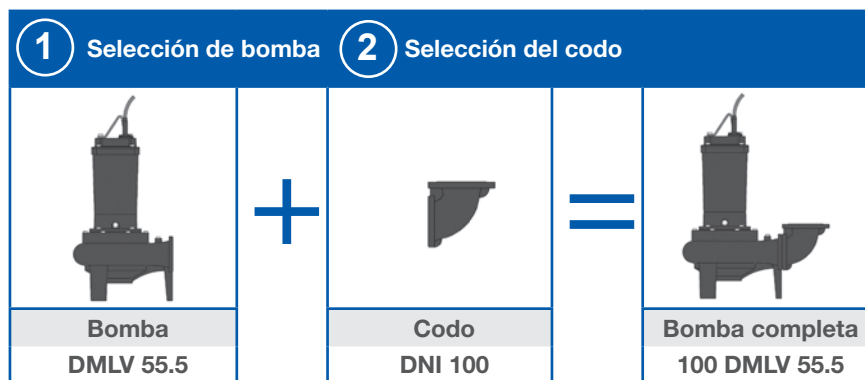 1 Selección de bomba 2 Selección del codo
+ =
Bomba Codo Bomba completa
DMLV 55.5 DNI 100 100 DMLV 55.5